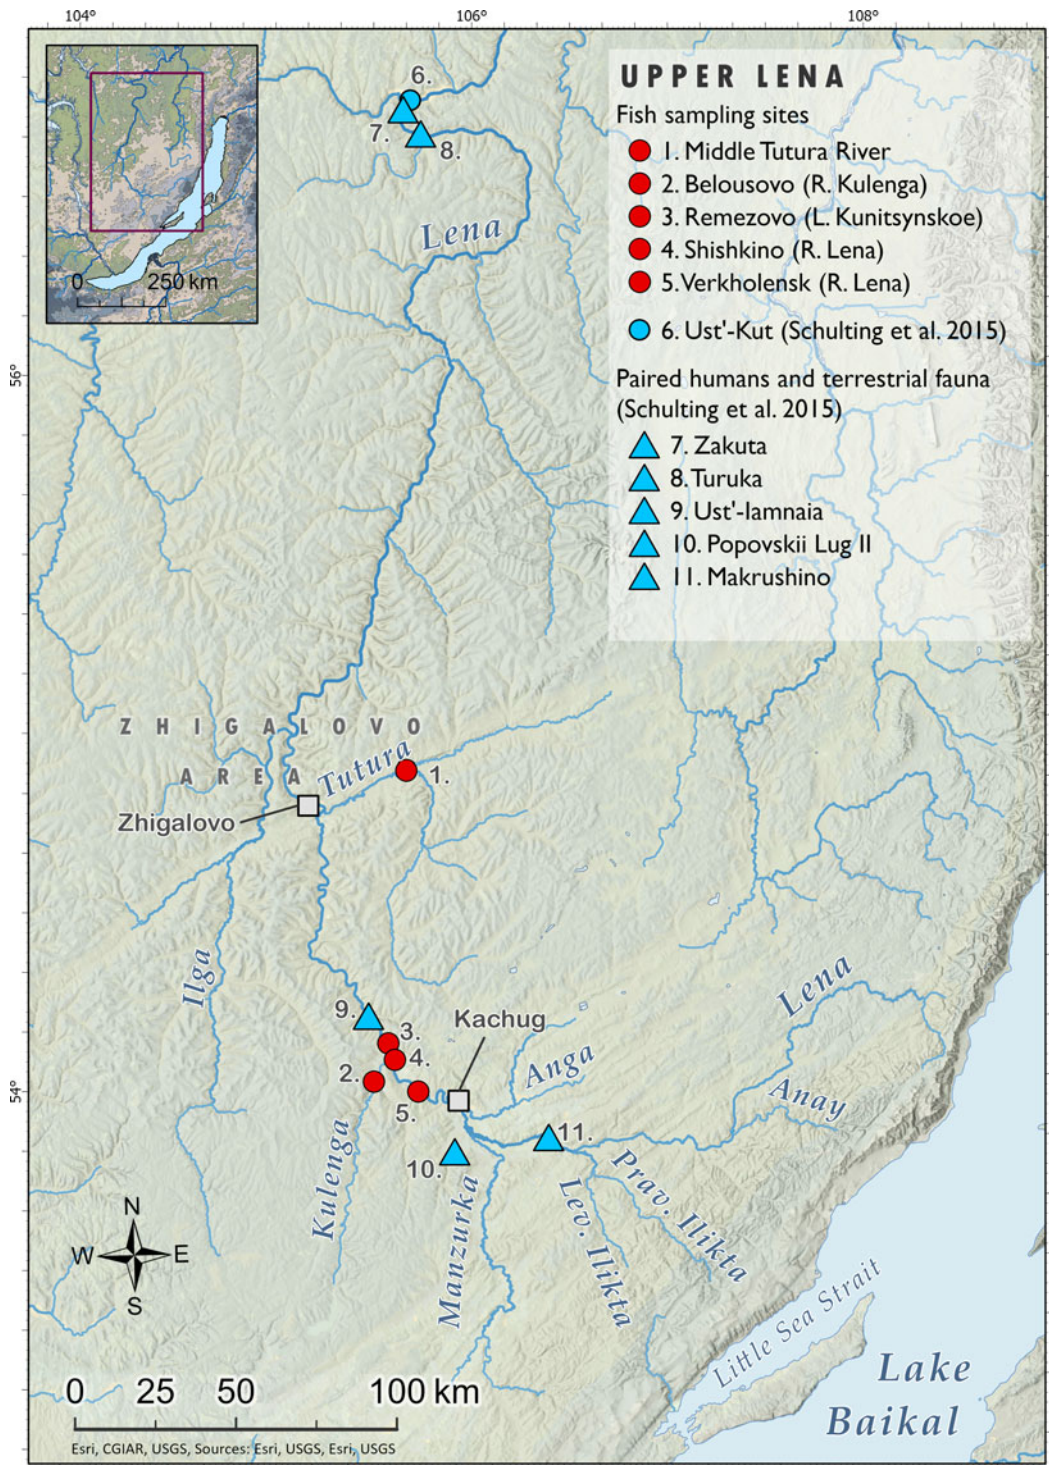 104°
106°
108°
56°
54°
0 250 km
UPPER LENA
Fish sampling sites
1. Middle Tutura River
2. Belousovo (R. Kulenga)
3. Remezovo (L. Kunitsynskoe)
4. Shishkino (R. Lena)
5. Verkholensk (R. Lena)
6. Ust'-Kut (Schulting et al. 2015)
Paired humans and terrestrial fauna
(Schulting et al. 2015)
7. Zakuta
8. Turuka
9. Ust'-Iamnaia
10. Popovskii Lug II
11. Makrushino
6.
7.
8.
Lena
ZHIGALOVO
AREA
Tutura
1.
Zhigalovo
Ilga
Lena
9.
3.
Kachug
4.
2.
5.
Anga
Anay
11.
10.
Kulenga
Manzurka
Prav. Ilikta
Lev. Ilikta
N
W E
S
Little Sea Strait
Lake
Baikal
0 25 50 100 km
Esri, CGIAR, USGS, Sources: Esri, USGS, Esri, USGS